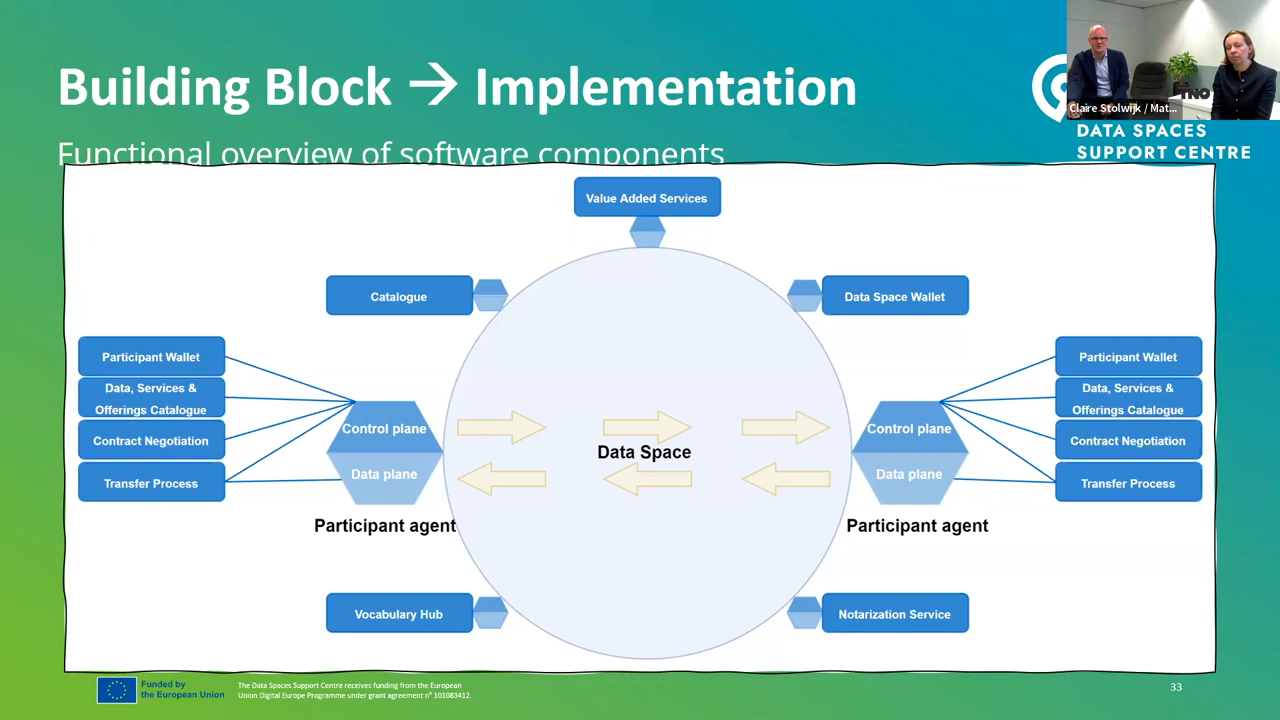 Building Block → Implementation
Functional overview of software components
TNO
Claire Stolwijk / Mat...
DATA SPACES
SUPPORT CENTRE
Value Added Services
Catalogue
Data Space Wallet
Participant Wallet
Data, Services &
Offerings Catalogue
Contract Negotiation
Transfer Process
Control plane
Data plane
Participant agent
Data Space
Control plane
Data plane
Participant agent
Participant Wallet
Data, Services &
Offerings Catalogue
Contract Negotiation
Transfer Process
Vocabulary Hub
Notarization Service
Funded by
the European Union
The Data Spaces Support Centre receives funding from the European
Union Digital Europe Programme under grant agreement n° 101083412.
33